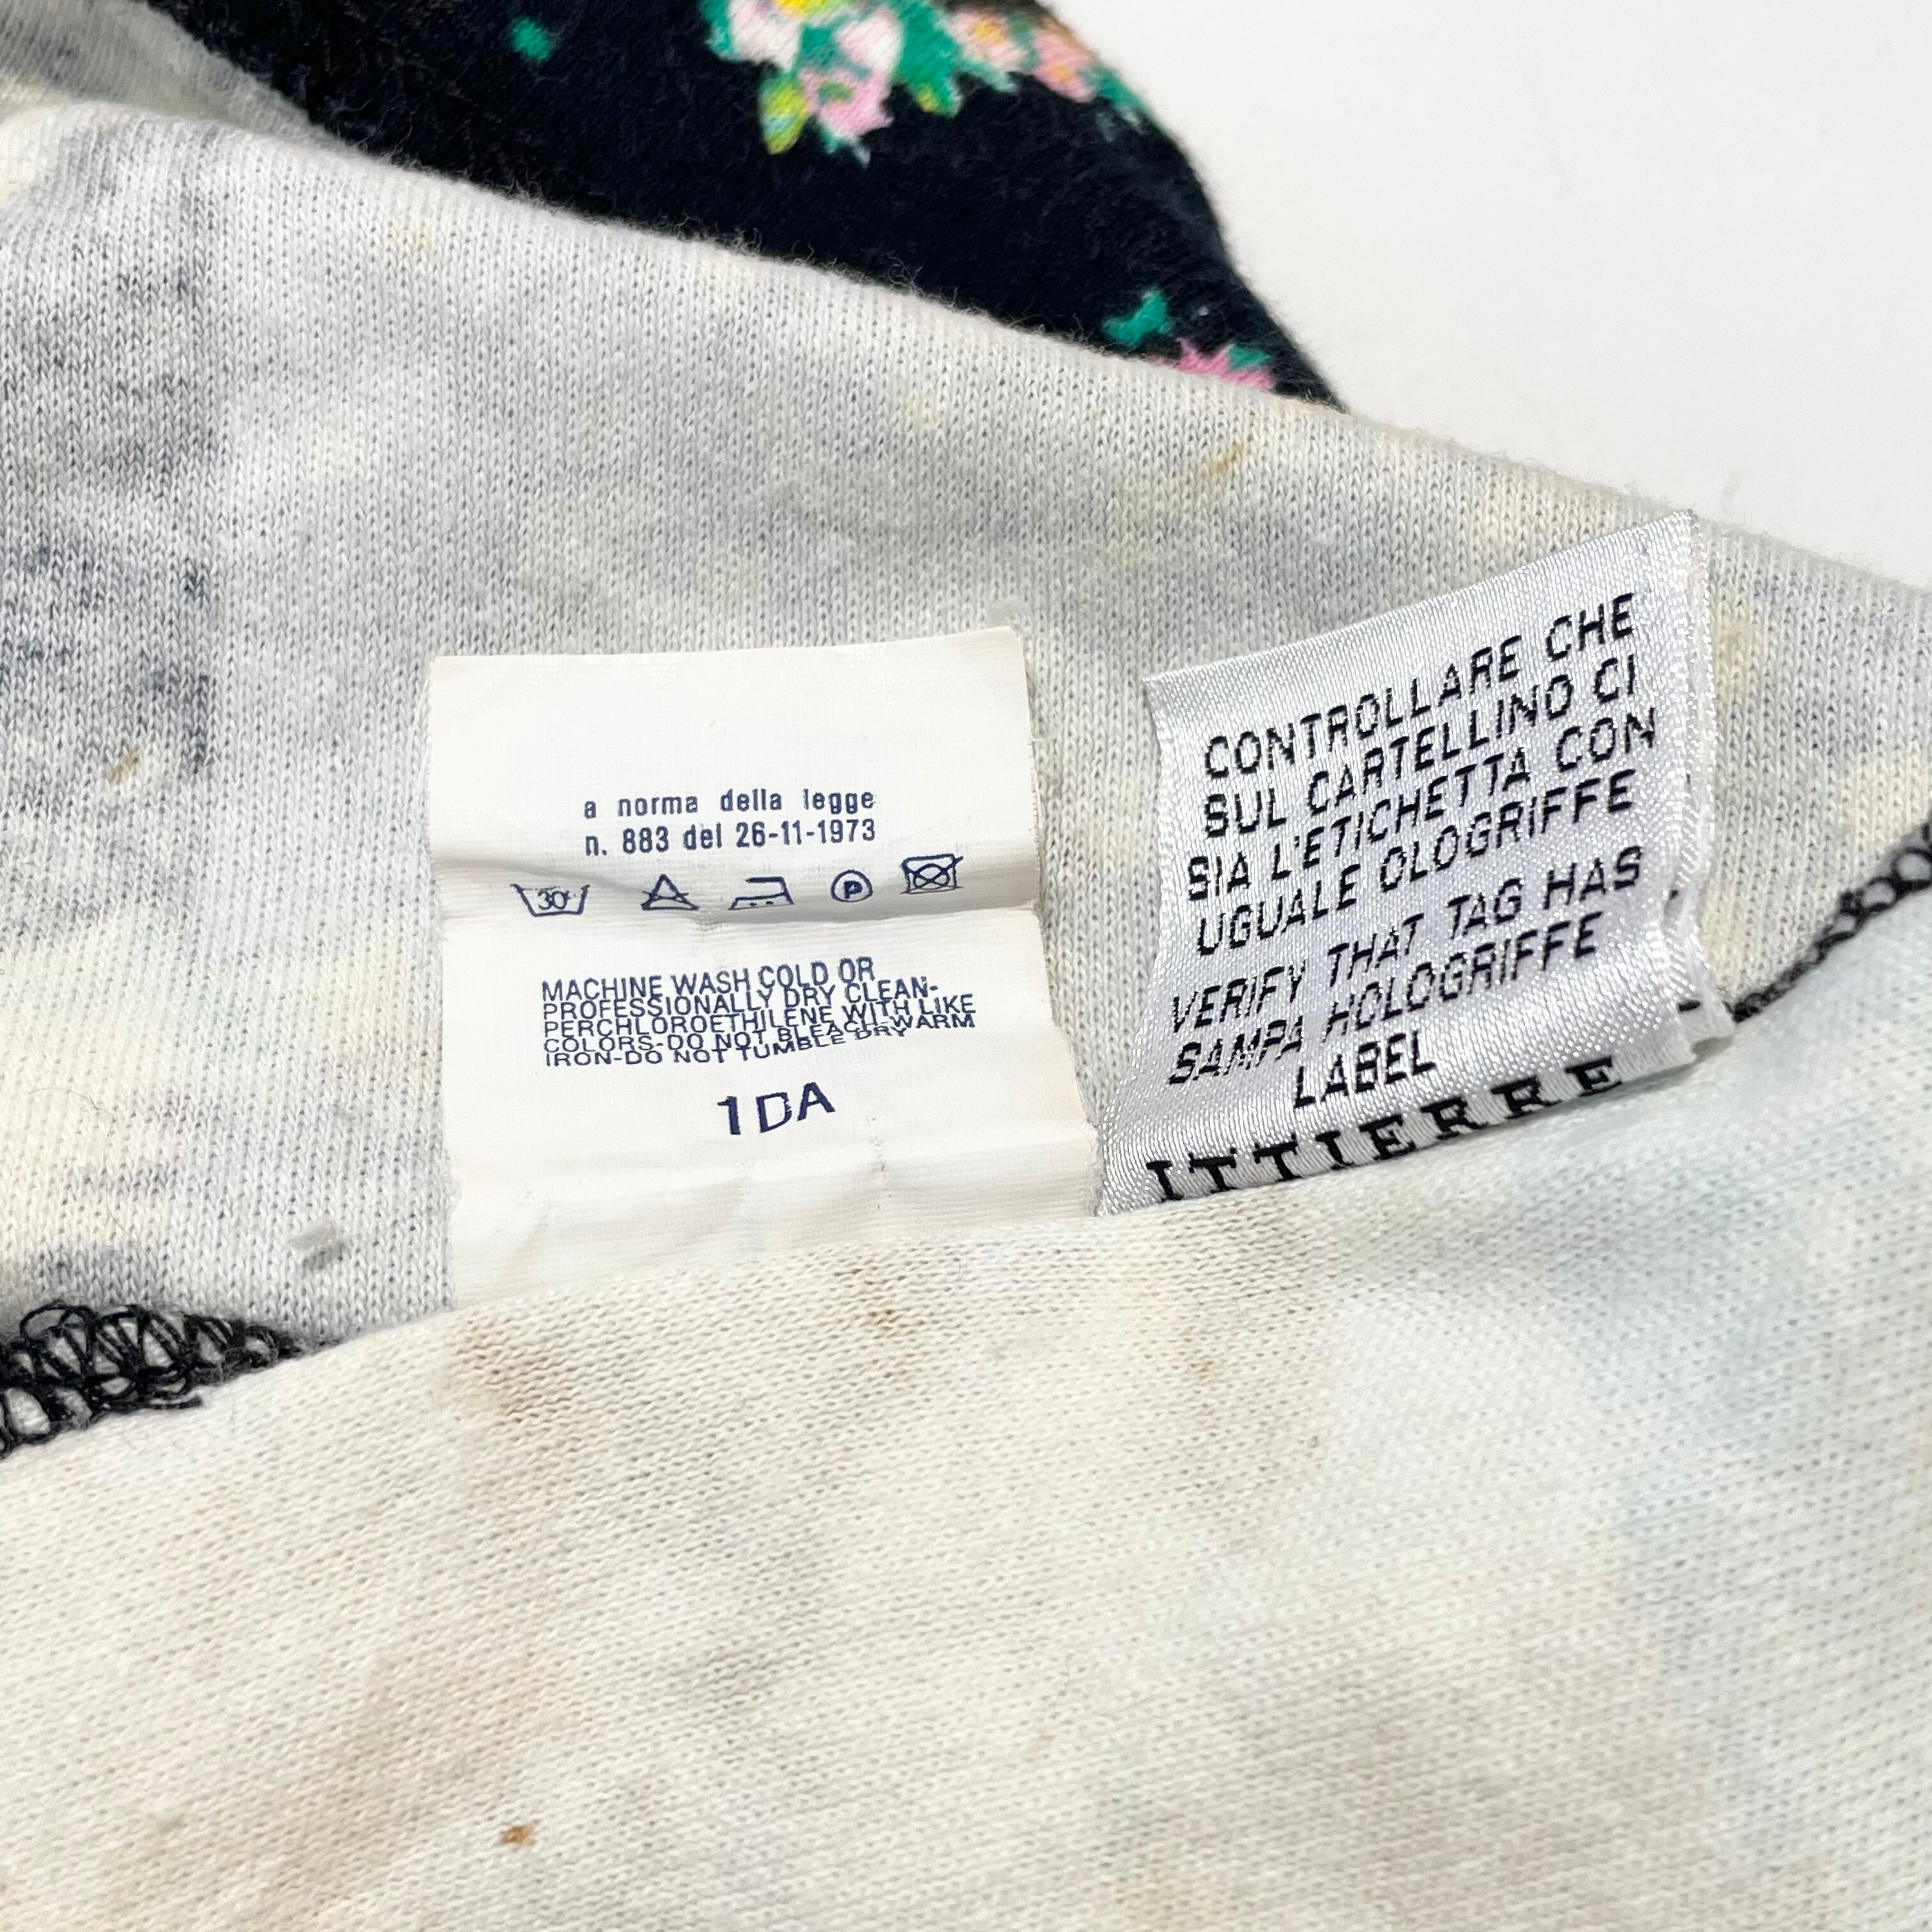 a norma della legge
n. 883 del 26-11-1973
30° P
MACHINE WASH COLD OR
PROFESSIONALLY DRY CLEAN-
PERCHLOROETHILENE WITH LIKE
COLORS-DO NOT BLEACH-WARM
IRON-DO NOT TUMBLE DRY
1DA
CONTROLLARE CHE
SUL CARTELLINO CI
SIA L'ETICHETTA CON
UGUALE OLOGRIFFE
VERIFY THAT TAG HAS
SAMPA HOLOGRIFFE
LABEL
ITTIERRE